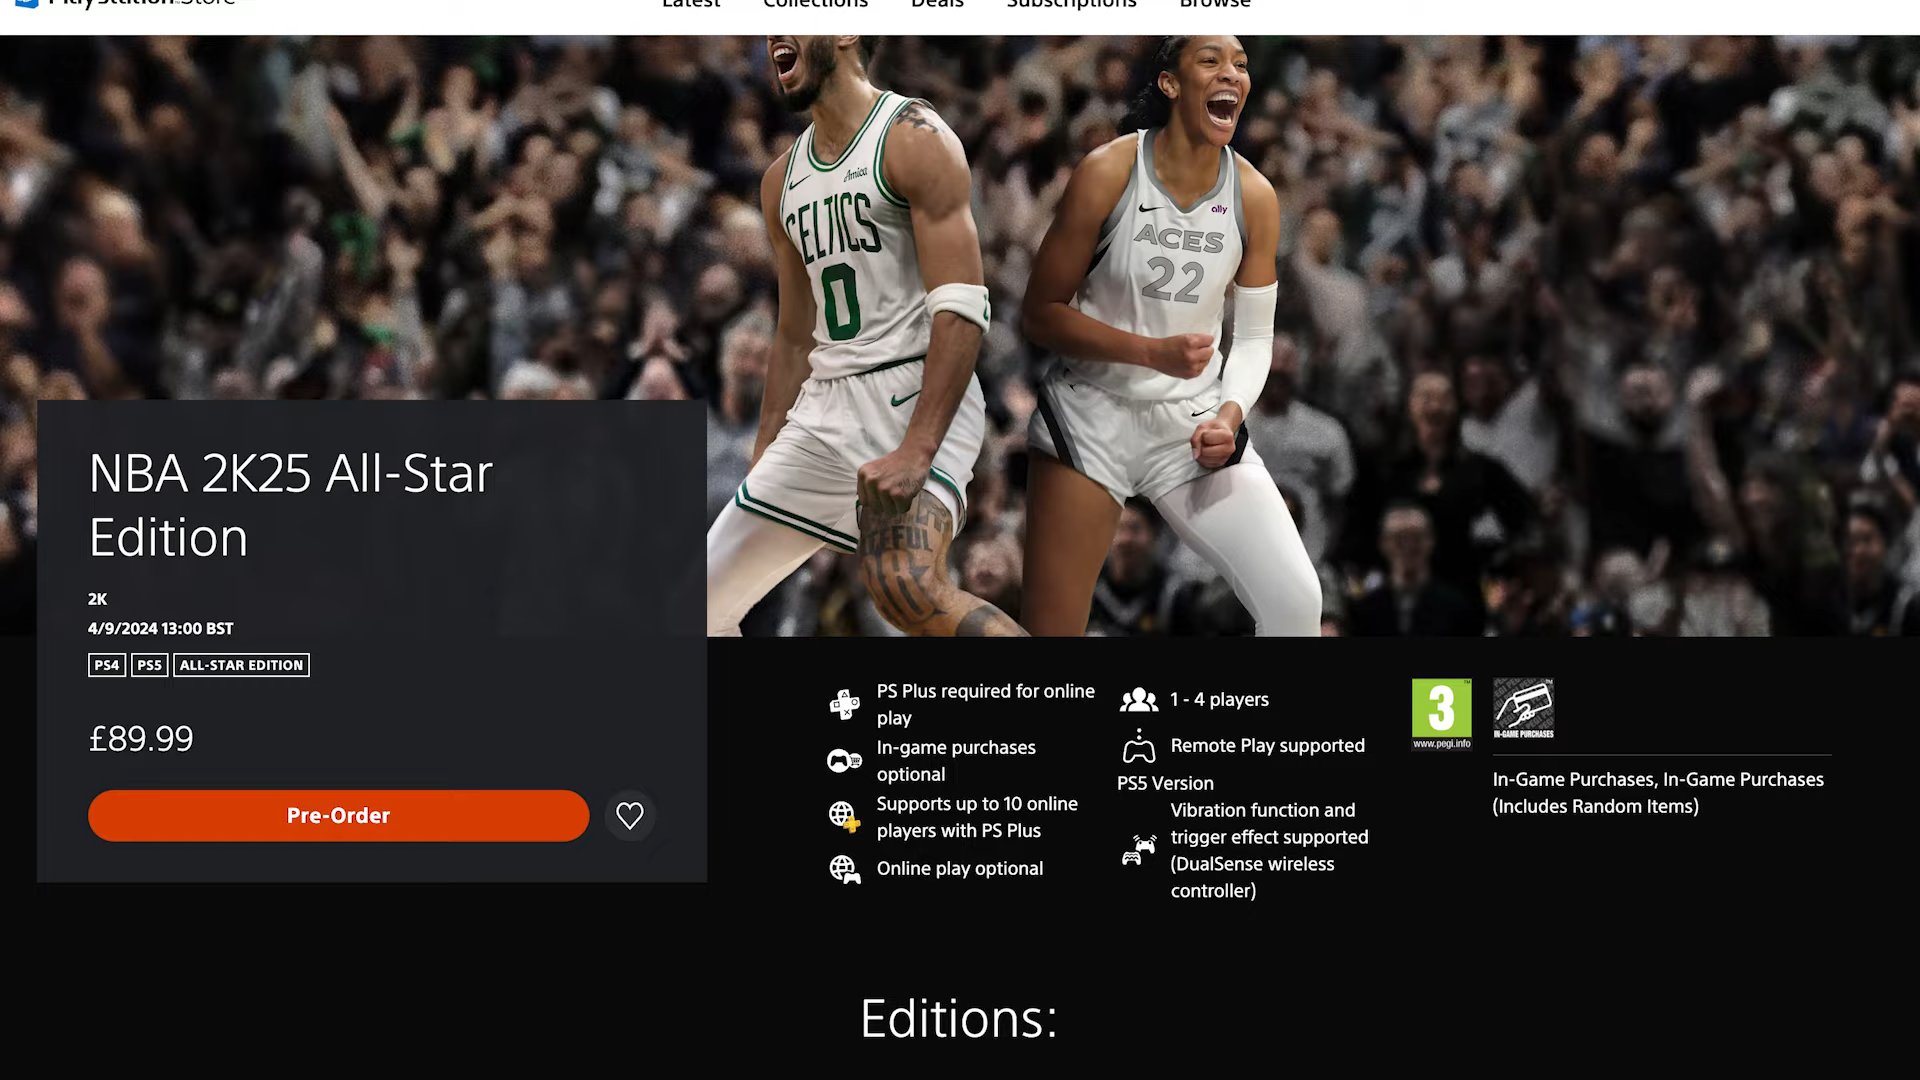 PlayStation Store
Latest
Collections
Deals
Subscriptions
Browse
Amica
CELTICS
0
ally
ACES
22
NBA 2K25 All-Star
Edition
2K
4/9/2024 13:00 BST
PS4 PS5 ALL-STAR EDITION
£89.99
Pre-Order
PS Plus required for online
play
In-game purchases
optional
Supports up to 10 online
players with PS Plus
Online play optional
1 - 4 players
Remote Play supported
PS5 Version
Vibration function and
trigger effect supported
(DualSense wireless
controller)
3
www.pegi.info
IN-GAME PURCHASES
In-Game Purchases, In-Game Purchases
(Includes Random Items)
Editions: